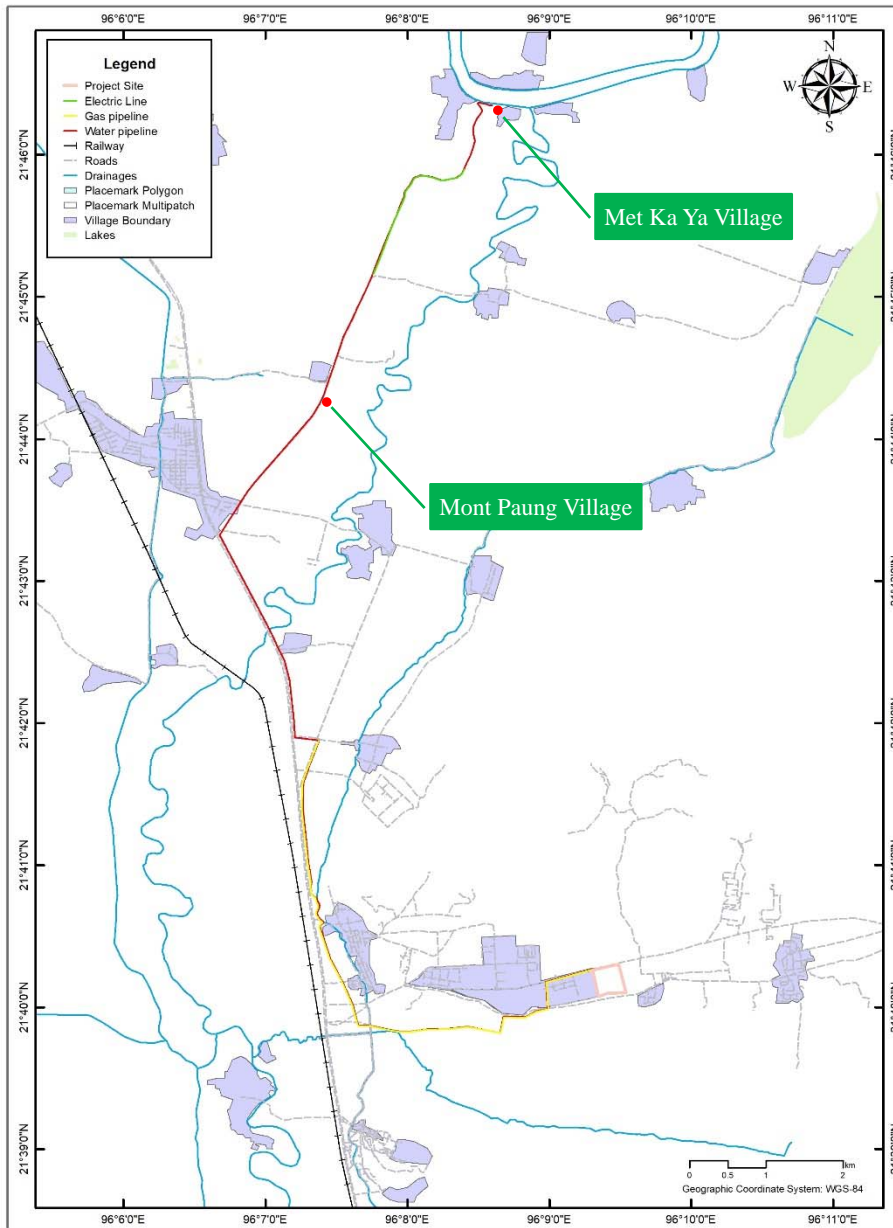 96°6'0"E 96°7'0"E 96°8'0"E 96°9'0"E 96°10'0"E 96°11'0"E
Legend
Project Site
Electric Line
Gas pipeline
Water pipeline
Railway
Roads
Drainages
Placemark Polygon
Placemark Multipatch
Village Boundary
Lakes
N
W E
S
21°46'0"N
Met Ka Ya Village
21°45'0"N
21°44'0"N
Mont Paung Village
21°43'0"N
21°42'0"N
21°41'0"N
21°40'0"N
21°39'0"N
km
0 0.5 1 2
Geographic Coordinate System: WGS-84
96°6'0"E 96°7'0"E 96°8'0"E 96°9'0"E 96°10'0"E 96°11'0"E